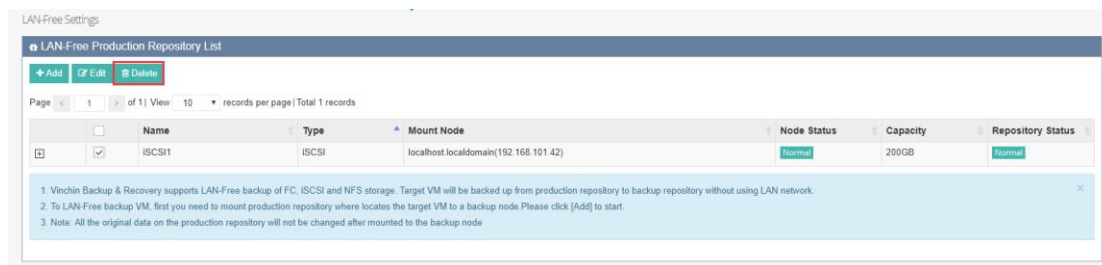 LAN-Free Settings
LAN-Free Production Repository List
Add Edit Delete
Page 1 of 1 | View 10 records per page | Total 1 records
Name Type Mount Node Node Status Capacity Repository Status
iSCSI1 iSCSI localhost.localdomain(192.168.101.42) Normal 200GB Normal
1. Vinchin Backup & Recovery supports LAN-Free backup of FC, iSCSI and NFS storage. Target VM will be backed up from production repository to backup repository without using LAN network.
2. To LAN-Free backup VM, first you need to mount production repository where locates the target VM to a backup node.Please click [Add] to start.
3. Note: All the original data on the production repository will not be changed after mounted to the backup node